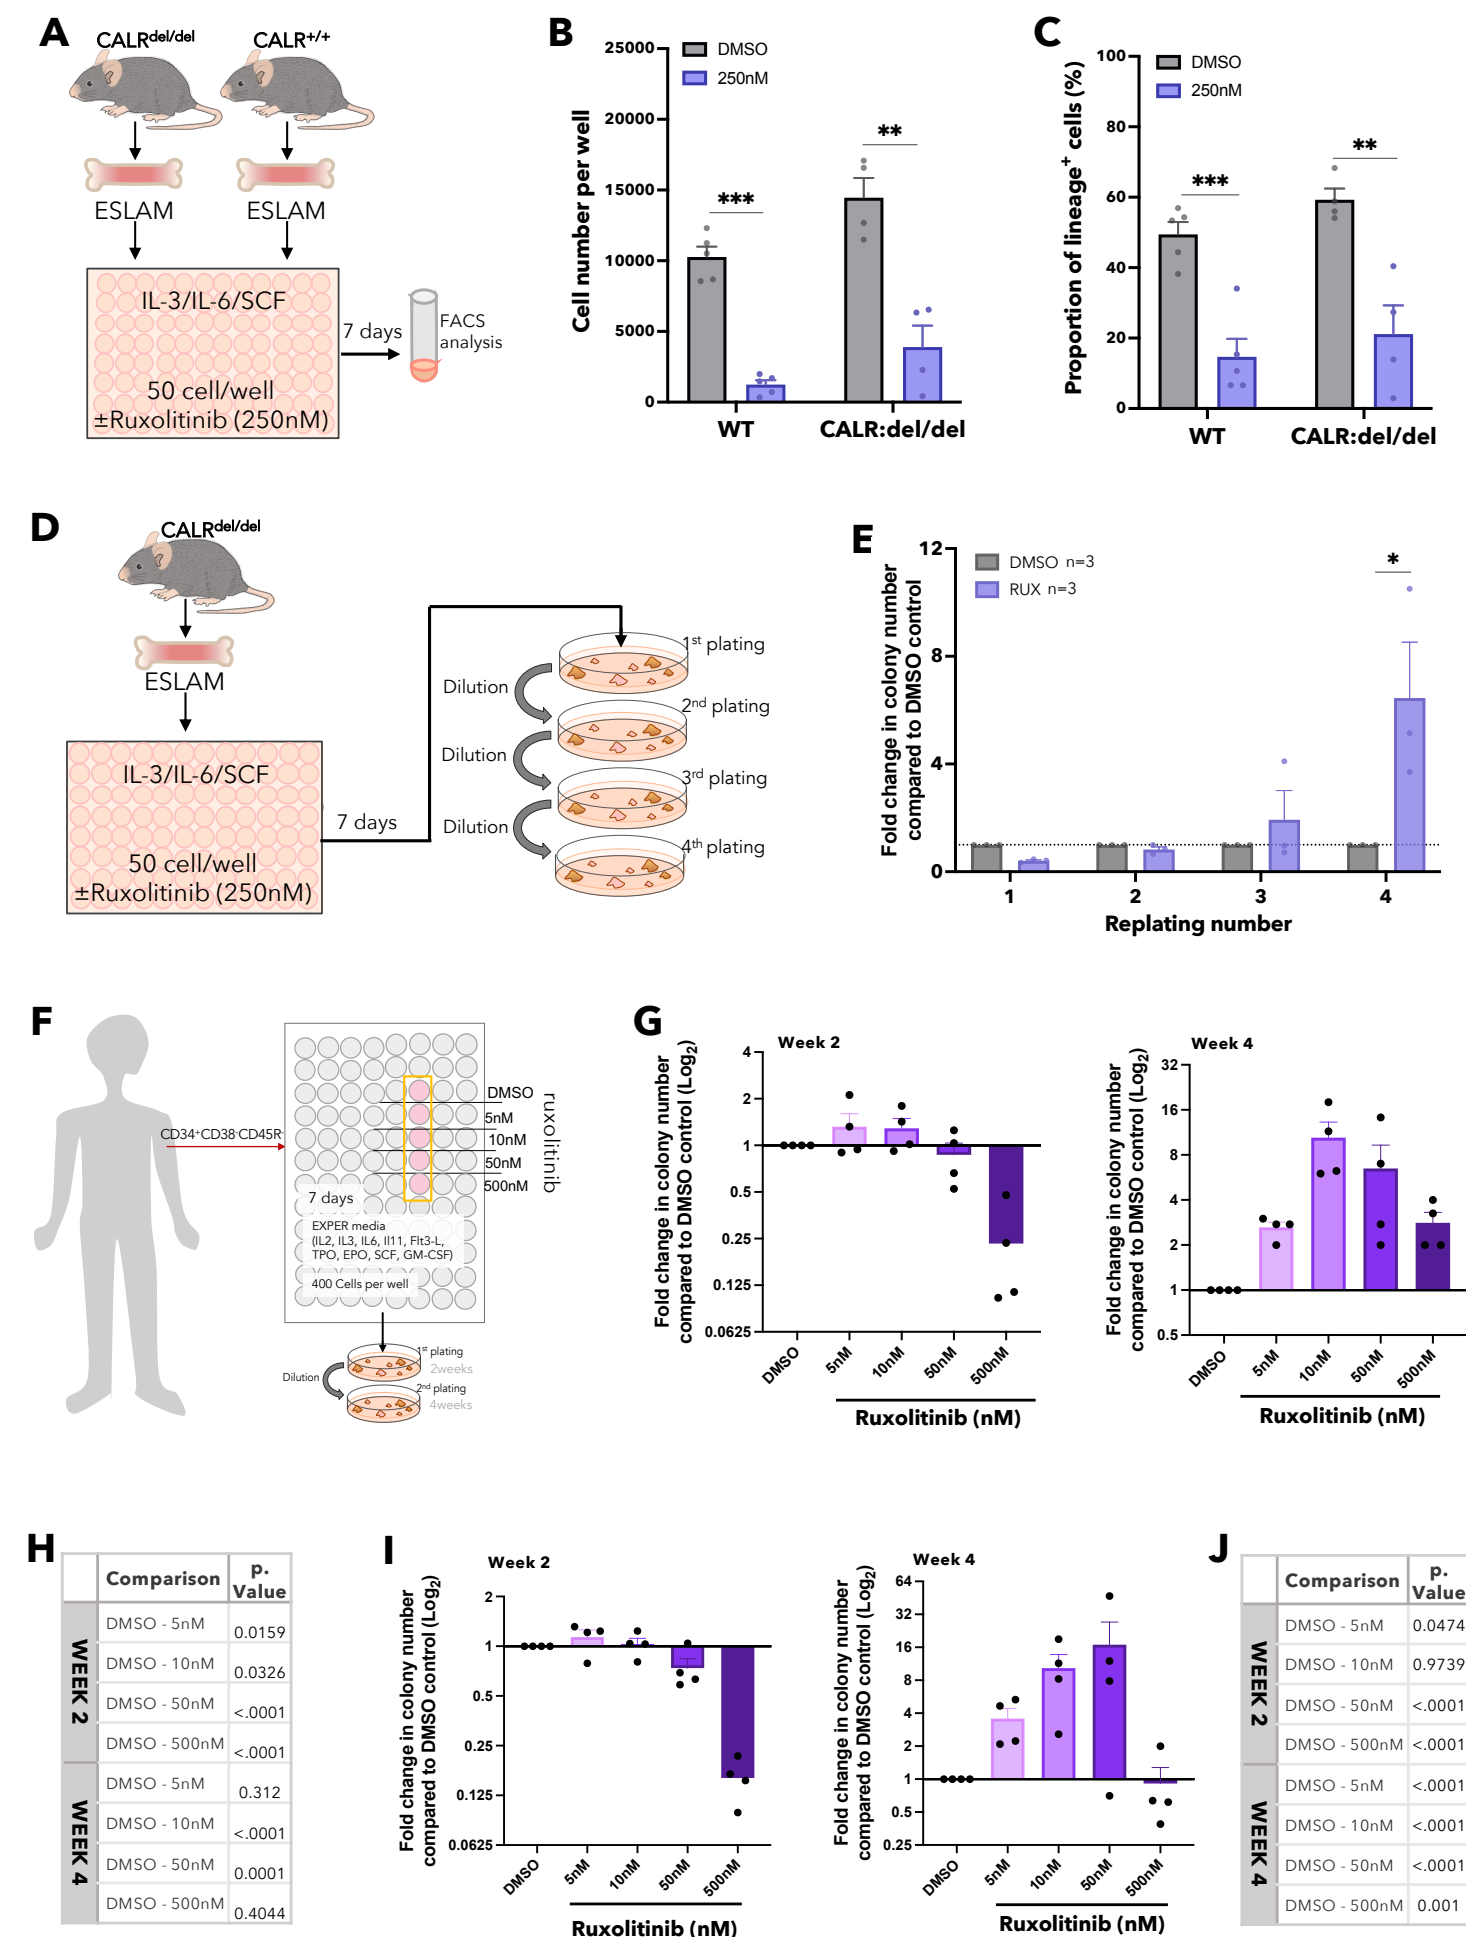 A
CALRdel/del
CALR+/+
ESLAM
ESLAM
IL-3/IL-6/SCF
50 cell/well
±Ruxolitinib (250nM)
7 days
FACS
analysis
B
Cell number per well
25000
20000
15000
10000
5000
0
DMSO
250nM
***
**
WT
CALR:del/del
C
Proportion of lineage+ cells (%)
100
80
60
40
20
0
DMSO
250nM
***
**
WT
CALR:del/del
D
CALRdel/del
ESLAM
IL-3/IL-6/SCF
50 cell/well
±Ruxolitinib (250nM)
7 days
1st plating
Dilution
2nd plating
Dilution
3rd plating
Dilution
4th plating
E
Fold change in colony number
compared to DMSO control
12
8
4
0
DMSO n=3
RUX n=3
*
1
2
3
4
Replating number
F
CD34+CD38-CD45R-
DMSO
5nM
10nM
50nM
500nM
ruxolitinib
7 days
EXPER media
(IL2, IL3, IL6, Il11, Flt3-L,
TPO, EPO, SCF, GM-CSF)
400 Cells per well
1st plating
2weeks
Dilution
2nd plating
4weeks
G
Week 2
Fold change in colony number
compared to DMSO control (Log2)
4
2
1
0.5
0.25
0.125
0.0625
DMSO
5nM
10nM
50nM
500nM
Ruxolitinib (nM)
Week 4
Fold change in colony number
compared to DMSO control (Log2)
32
16
8
4
2
1
0.5
DMSO
5nM
10nM
50nM
500nM
Ruxolitinib (nM)
H
Comparison p. Value
WEEK 2
DMSO - 5nM 0.0159
DMSO - 10nM 0.0326
DMSO - 50nM <.0001
DMSO - 500nM <.0001
WEEK 4
DMSO - 5nM 0.312
DMSO - 10nM <.0001
DMSO - 50nM 0.0001
DMSO - 500nM 0.4044
I
Week 2
Fold change in colony number
compared to DMSO control (Log2)
2
1
0.5
0.25
0.125
0.0625
DMSO
5nM
10nM
50nM
500nM
Ruxolitinib (nM)
Week 4
Fold change in colony number
compared to DMSO control (Log2)
64
32
16
8
4
2
1
0.5
0.25
DMSO
5nM
10nM
50nM
500nM
Ruxolitinib (nM)
J
Comparison p. Value
WEEK 2
DMSO - 5nM 0.0474
DMSO - 10nM 0.9739
DMSO - 50nM <.0001
DMSO - 500nM <.0001
WEEK 4
DMSO - 5nM <.0001
DMSO - 10nM <.0001
DMSO - 50nM <.0001
DMSO - 500nM 0.001